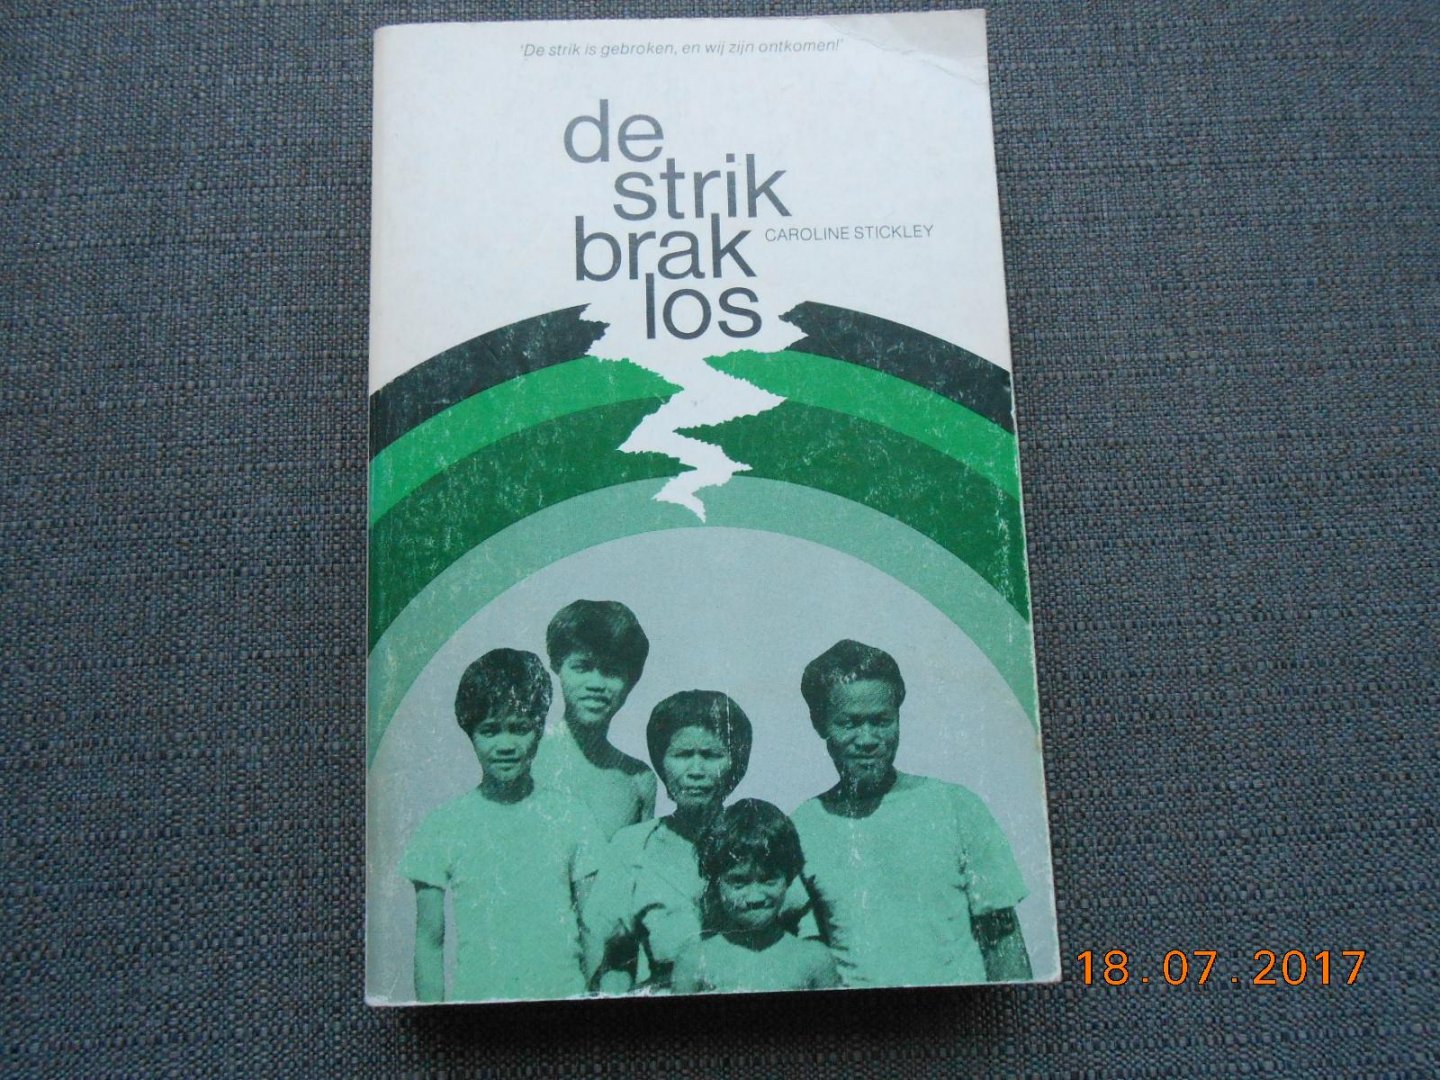 'De strik is gebroken, en wij zijn ontkomen!'
de
strik
brak
los
CAROLINE STICKLEY
18.07.2017